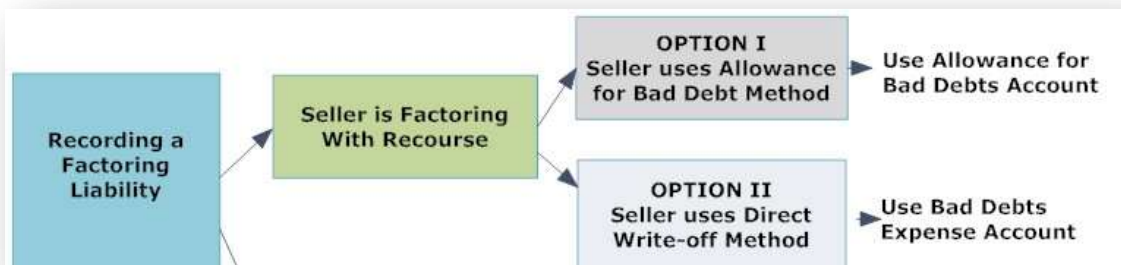 Recording a
Factoring
Liability
Seller is Factoring
With Recourse
OPTION I
Seller uses Allowance
for Bad Debt Method
Use Allowance for
Bad Debts Account
OPTION II
Seller uses Direct
Write-off Method
Use Bad Debts
Expense Account